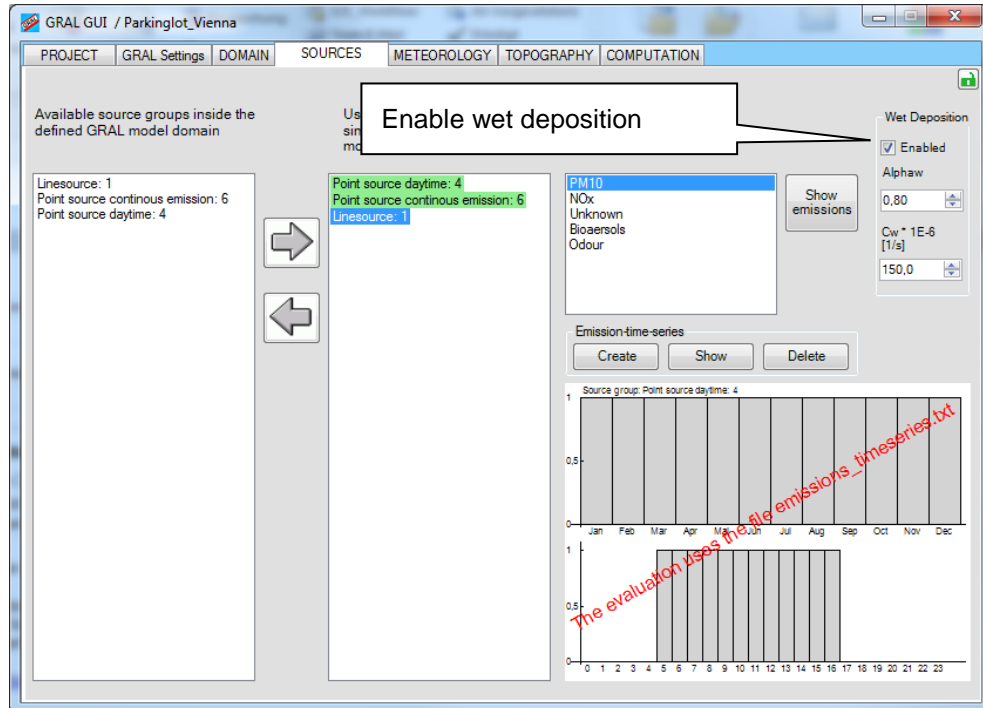 GRAL GUI / Parkinglot_Vienna
PROJECT GRAL Settings DOMAIN SOURCES METEOROLOGY TOPOGRAPHY COMPUTATION
Available source groups inside the
defined GRAL model domain
Enable wet deposition
Wet Deposition
Enabled
Alphaw
0,80
Cw * 1E-6
[1/s]
150,0
Linesource: 1
Point source continous emission: 6
Point source daytime: 4
Point source daytime: 4
Point source continous emission: 6
Linesource: 1
PM10
NOx
Unknown
Bioaersols
Odour
Show
emissions
Emission-time-series
Create Show Delete
Source group: Point source daytime: 4
1
0,5
0
Jan Feb Mar Apr Mai Jun Jul Aug Sep Oct Nov Dec
The evaluation uses the file emissions_timeseries.txt
1
0,5
0
0 1 2 3 4 5 6 7 8 9 10 11 12 13 14 15 16 17 18 19 20 21 22 23